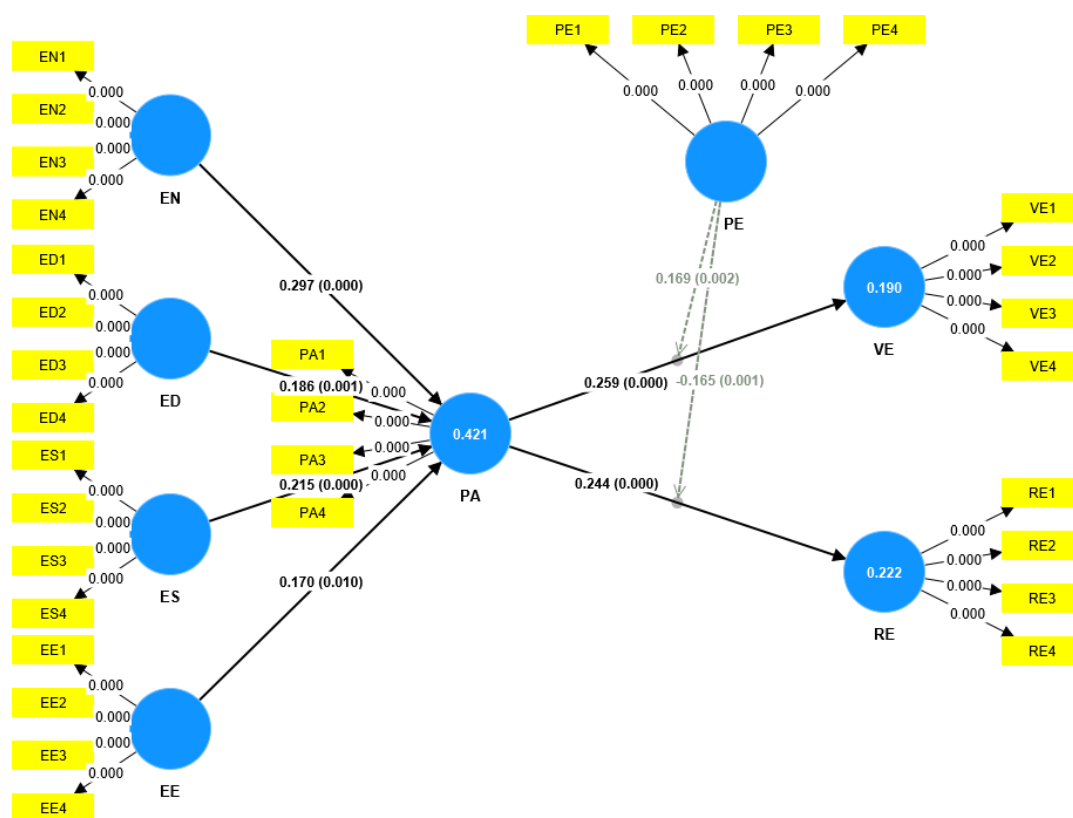 PE1
PE2
PE3
PE4
0.000
0.000
0.000
0.000
PE
EN1
EN2
EN3
EN4
0.000
0.000
0.000
0.000
EN
ED1
ED2
ED3
ED4
0.000
0.000
0.000
0.000
ED
ES1
ES2
ES3
ES4
0.000
0.000
0.000
0.000
ES
EE1
EE2
EE3
EE4
0.000
0.000
0.000
0.000
EE
0.297 (0.000)
0.186 (0.001)
0.215 (0.000)
0.170 (0.010)
PA1
PA2
PA3
PA4
0.000
0.000
0.000
0.000
0.421
PA
0.169 (0.002)
-0.165 (0.001)
0.259 (0.000)
0.244 (0.000)
0.190
VE
0.000
0.000
0.000
0.000
VE1
VE2
VE3
VE4
0.222
RE
0.000
0.000
0.000
0.000
RE1
RE2
RE3
RE4